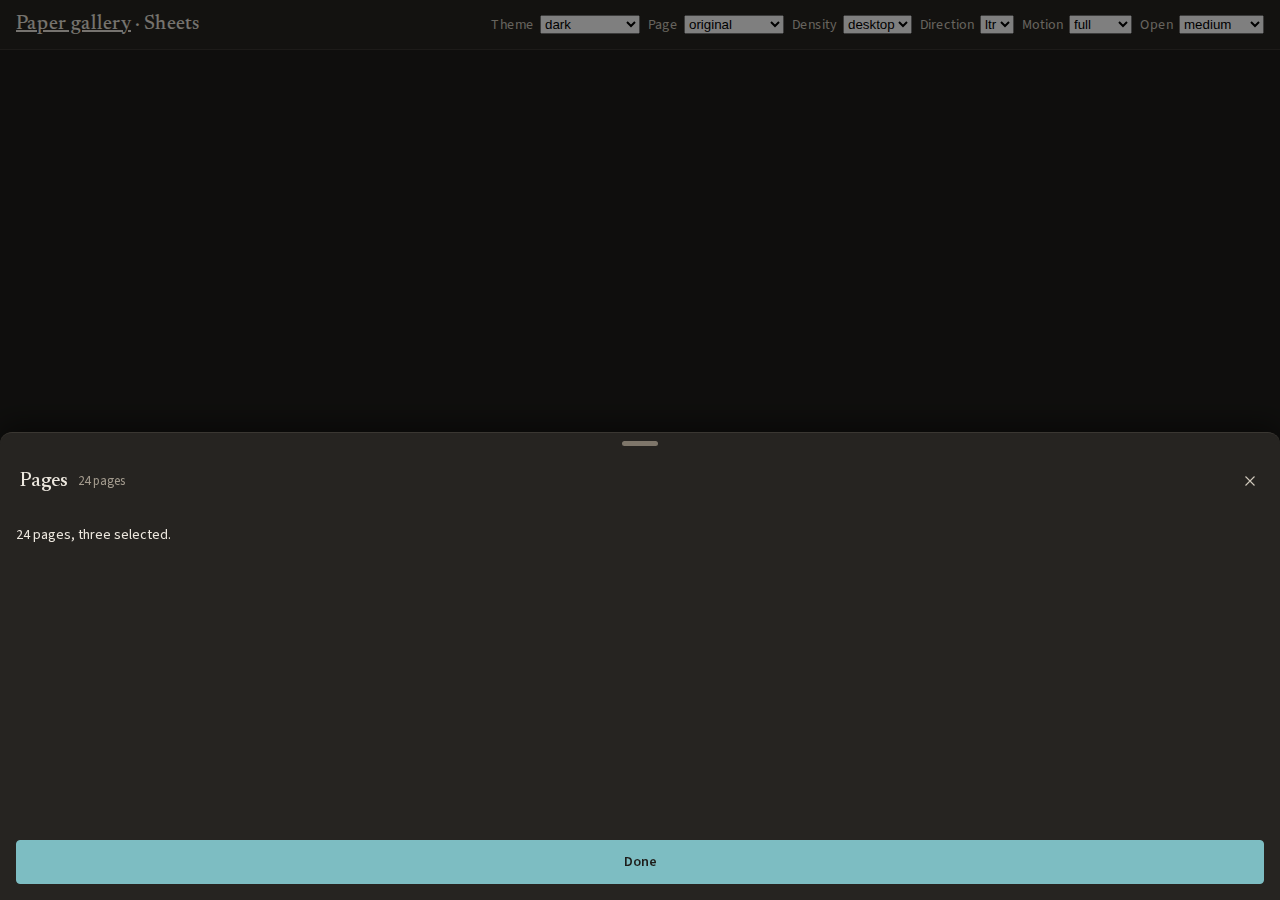 Paper gallery · Sheets
Theme dark Page original Density desktop Direction ltr Motion full Open medium
Pages 24 pages
24 pages, three selected.
Done